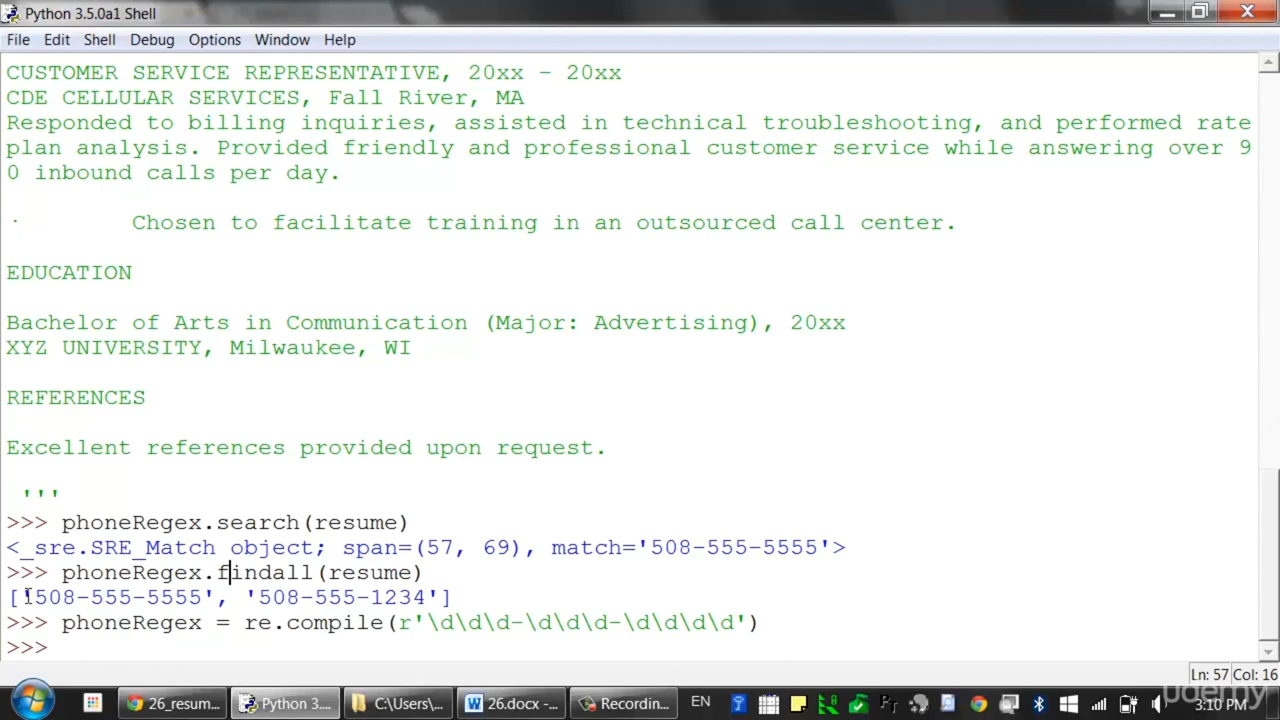 Python 3.5.0a1 Shell
File Edit Shell Debug Options Window Help
CUSTOMER SERVICE REPRESENTATIVE, 20xx - 20xx
CDE CELLULAR SERVICES, Fall River, MA
Responded to billing inquiries, assisted in technical troubleshooting, and performed rate
plan analysis. Provided friendly and professional customer service while answering over 9
0 inbound calls per day.
· Chosen to facilitate training in an outsourced call center.
EDUCATION
Bachelor of Arts in Communication (Major: Advertising), 20xx
XYZ UNIVERSITY, Milwaukee, WI
REFERENCES
Excellent references provided upon request.
'''
>>> phoneRegex.search(resume)
<_sre.SRE_Match object; span=(57, 69), match='508-555-5555'>
>>> phoneRegex.findall(resume)
['508-555-5555', '508-555-1234']
>>> phoneRegex = re.compile(r'\d\d\d-\d\d\d-\d\d\d\d')
>>>
Ln: 57 Col: 16
26_resum... Python 3.... C:\Users\... 26.docx -... Recordin... EN 3:10 PM
udemy